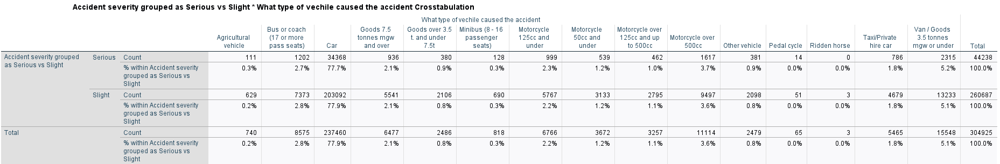 Accident severity grouped as Serious vs Slight * What type of vechile caused the accident Crosstabulation
What type of vechile caused the accident
Agricultural vehicle	Bus or coach (17 or more pass seats)	Car	Goods 7.5 tonnes mgw and over	Goods over 3.5 t. and under 7.5t	Minibus (8 - 16 passenger seats)	Motorcycle 125cc and under	Motorcycle 50cc and under	Motorcycle over 125cc and up to 500cc	Motorcycle over 500cc	Other vehicle	Pedal cycle	Ridden horse	Taxi/Private hire car	Van / Goods 3.5 tonnes mgw or under	Total
Accident severity grouped as Serious vs Slight	Serious	Count	111	1202	34368	936	380	128	999	539	462	1617	381	14	0	786	2315	44238
% within Accident severity grouped as Serious vs Slight	0.3%	2.7%	77.7%	2.1%	0.9%	0.3%	2.3%	1.2%	1.0%	3.7%	0.9%	0.0%	0.0%	1.8%	5.2%	100.0%
Slight	Count	629	7373	203092	5541	2106	690	5767	3133	2795	9497	2098	51	3	4679	13233	260687
% within Accident severity grouped as Serious vs Slight	0.2%	2.8%	77.9%	2.1%	0.8%	0.3%	2.2%	1.2%	1.1%	3.6%	0.8%	0.0%	0.0%	1.8%	5.1%	100.0%
Total	Count	740	8575	237460	6477	2486	818	6766	3672	3257	11114	2479	65	3	5465	15548	304925
% within Accident severity grouped as Serious vs Slight	0.2%	2.8%	77.9%	2.1%	0.8%	0.3%	2.2%	1.2%	1.1%	3.6%	0.8%	0.0%	0.0%	1.8%	5.1%	100.0%